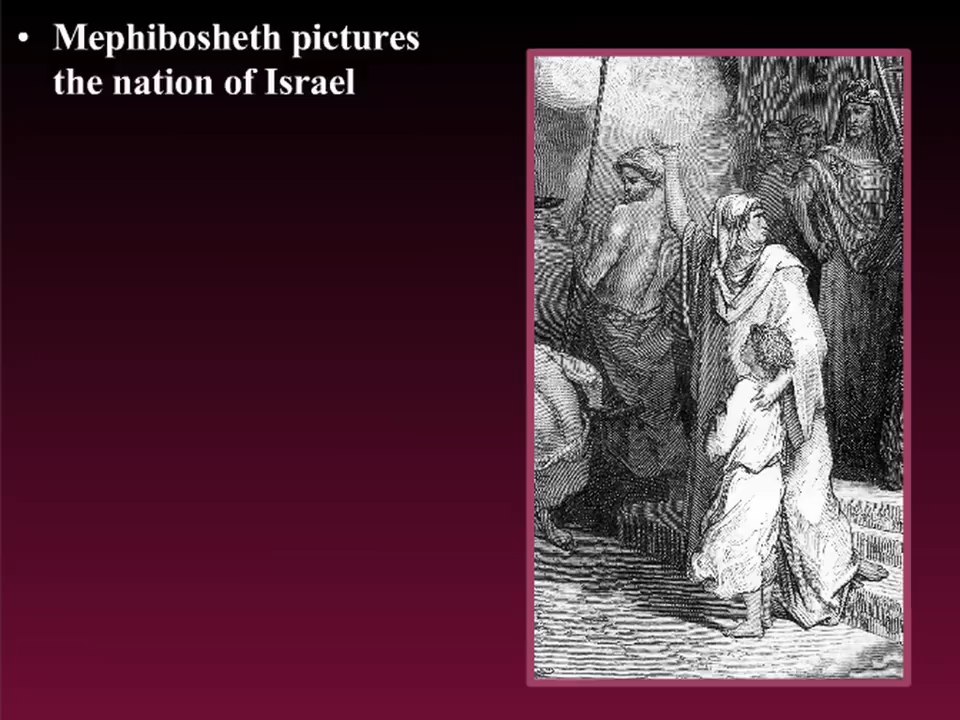 • Mephibosheth pictures
the nation of Israel